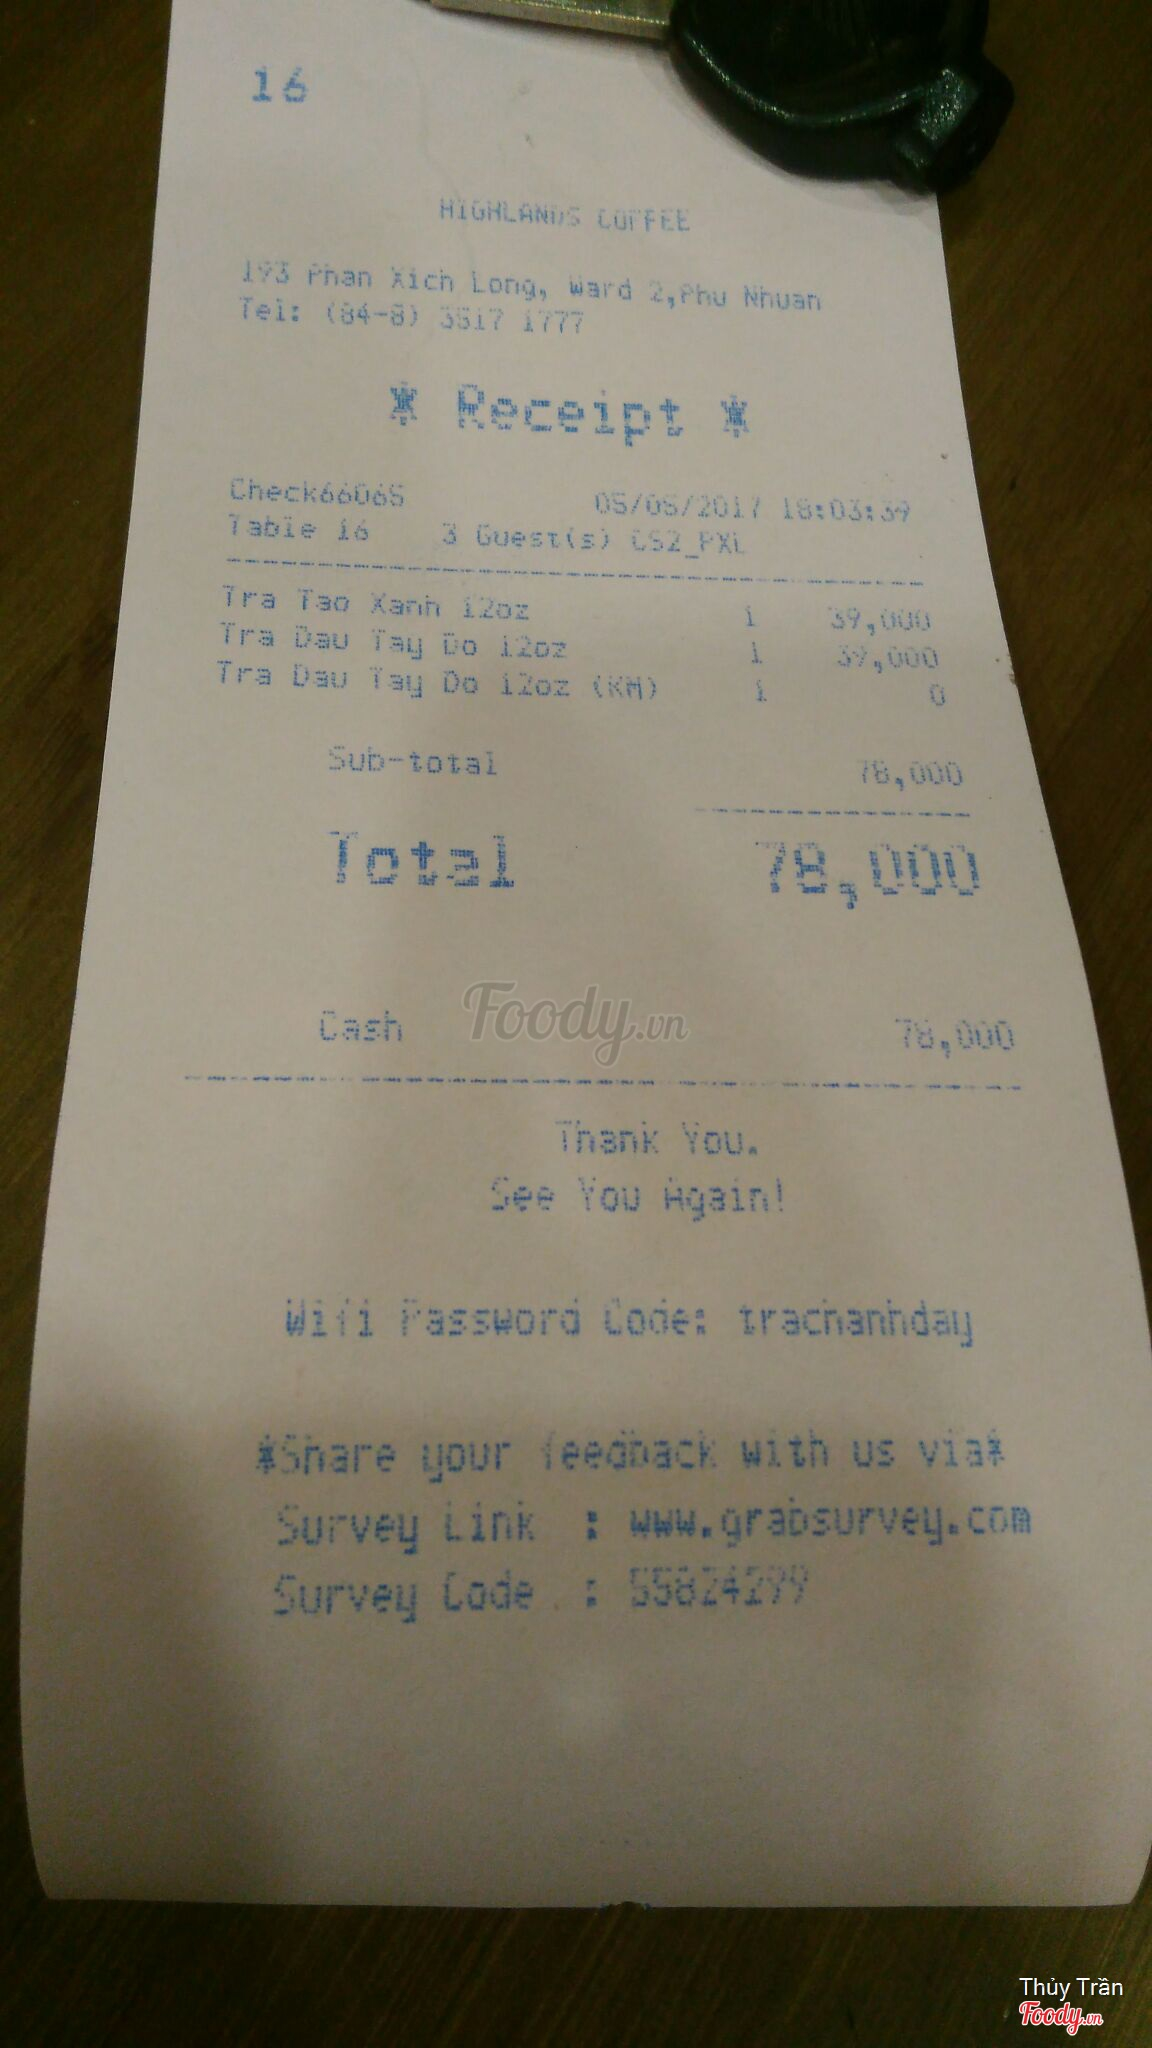 16
HIGHLANDS COFFEE
193 Phan Xich Long, Ward 2,Phu Nhuan
Tel: (84-8) 3517 1777
* Receipt *
Check66065 05/05/2017 18:03:39
Table 16 3 Guest(s) CS2_PXL
Tra Tao Xanh 12oz 1 39,000
Tra Dau Tay Do 12oz 1 39,000
Tra Dau Tay Do 12oz (KM) 1 0
Sub-total 78,000
Total 78,000
Cash 78,000
Foody.vn
Thank You.
See You Again!
Wifi Password Code: trachanhday
*Share your feedback with us via*
Survey Link : www.grabsurvey.com
Survey Code : 55824299
Thủy Trần
Foody.vn